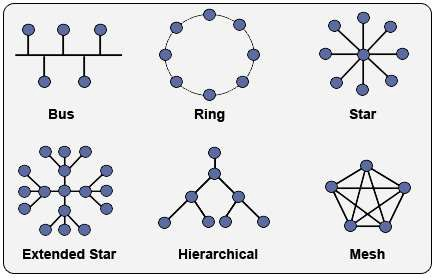 Bus
Ring
Star
Extended Star
Hierarchical
Mesh